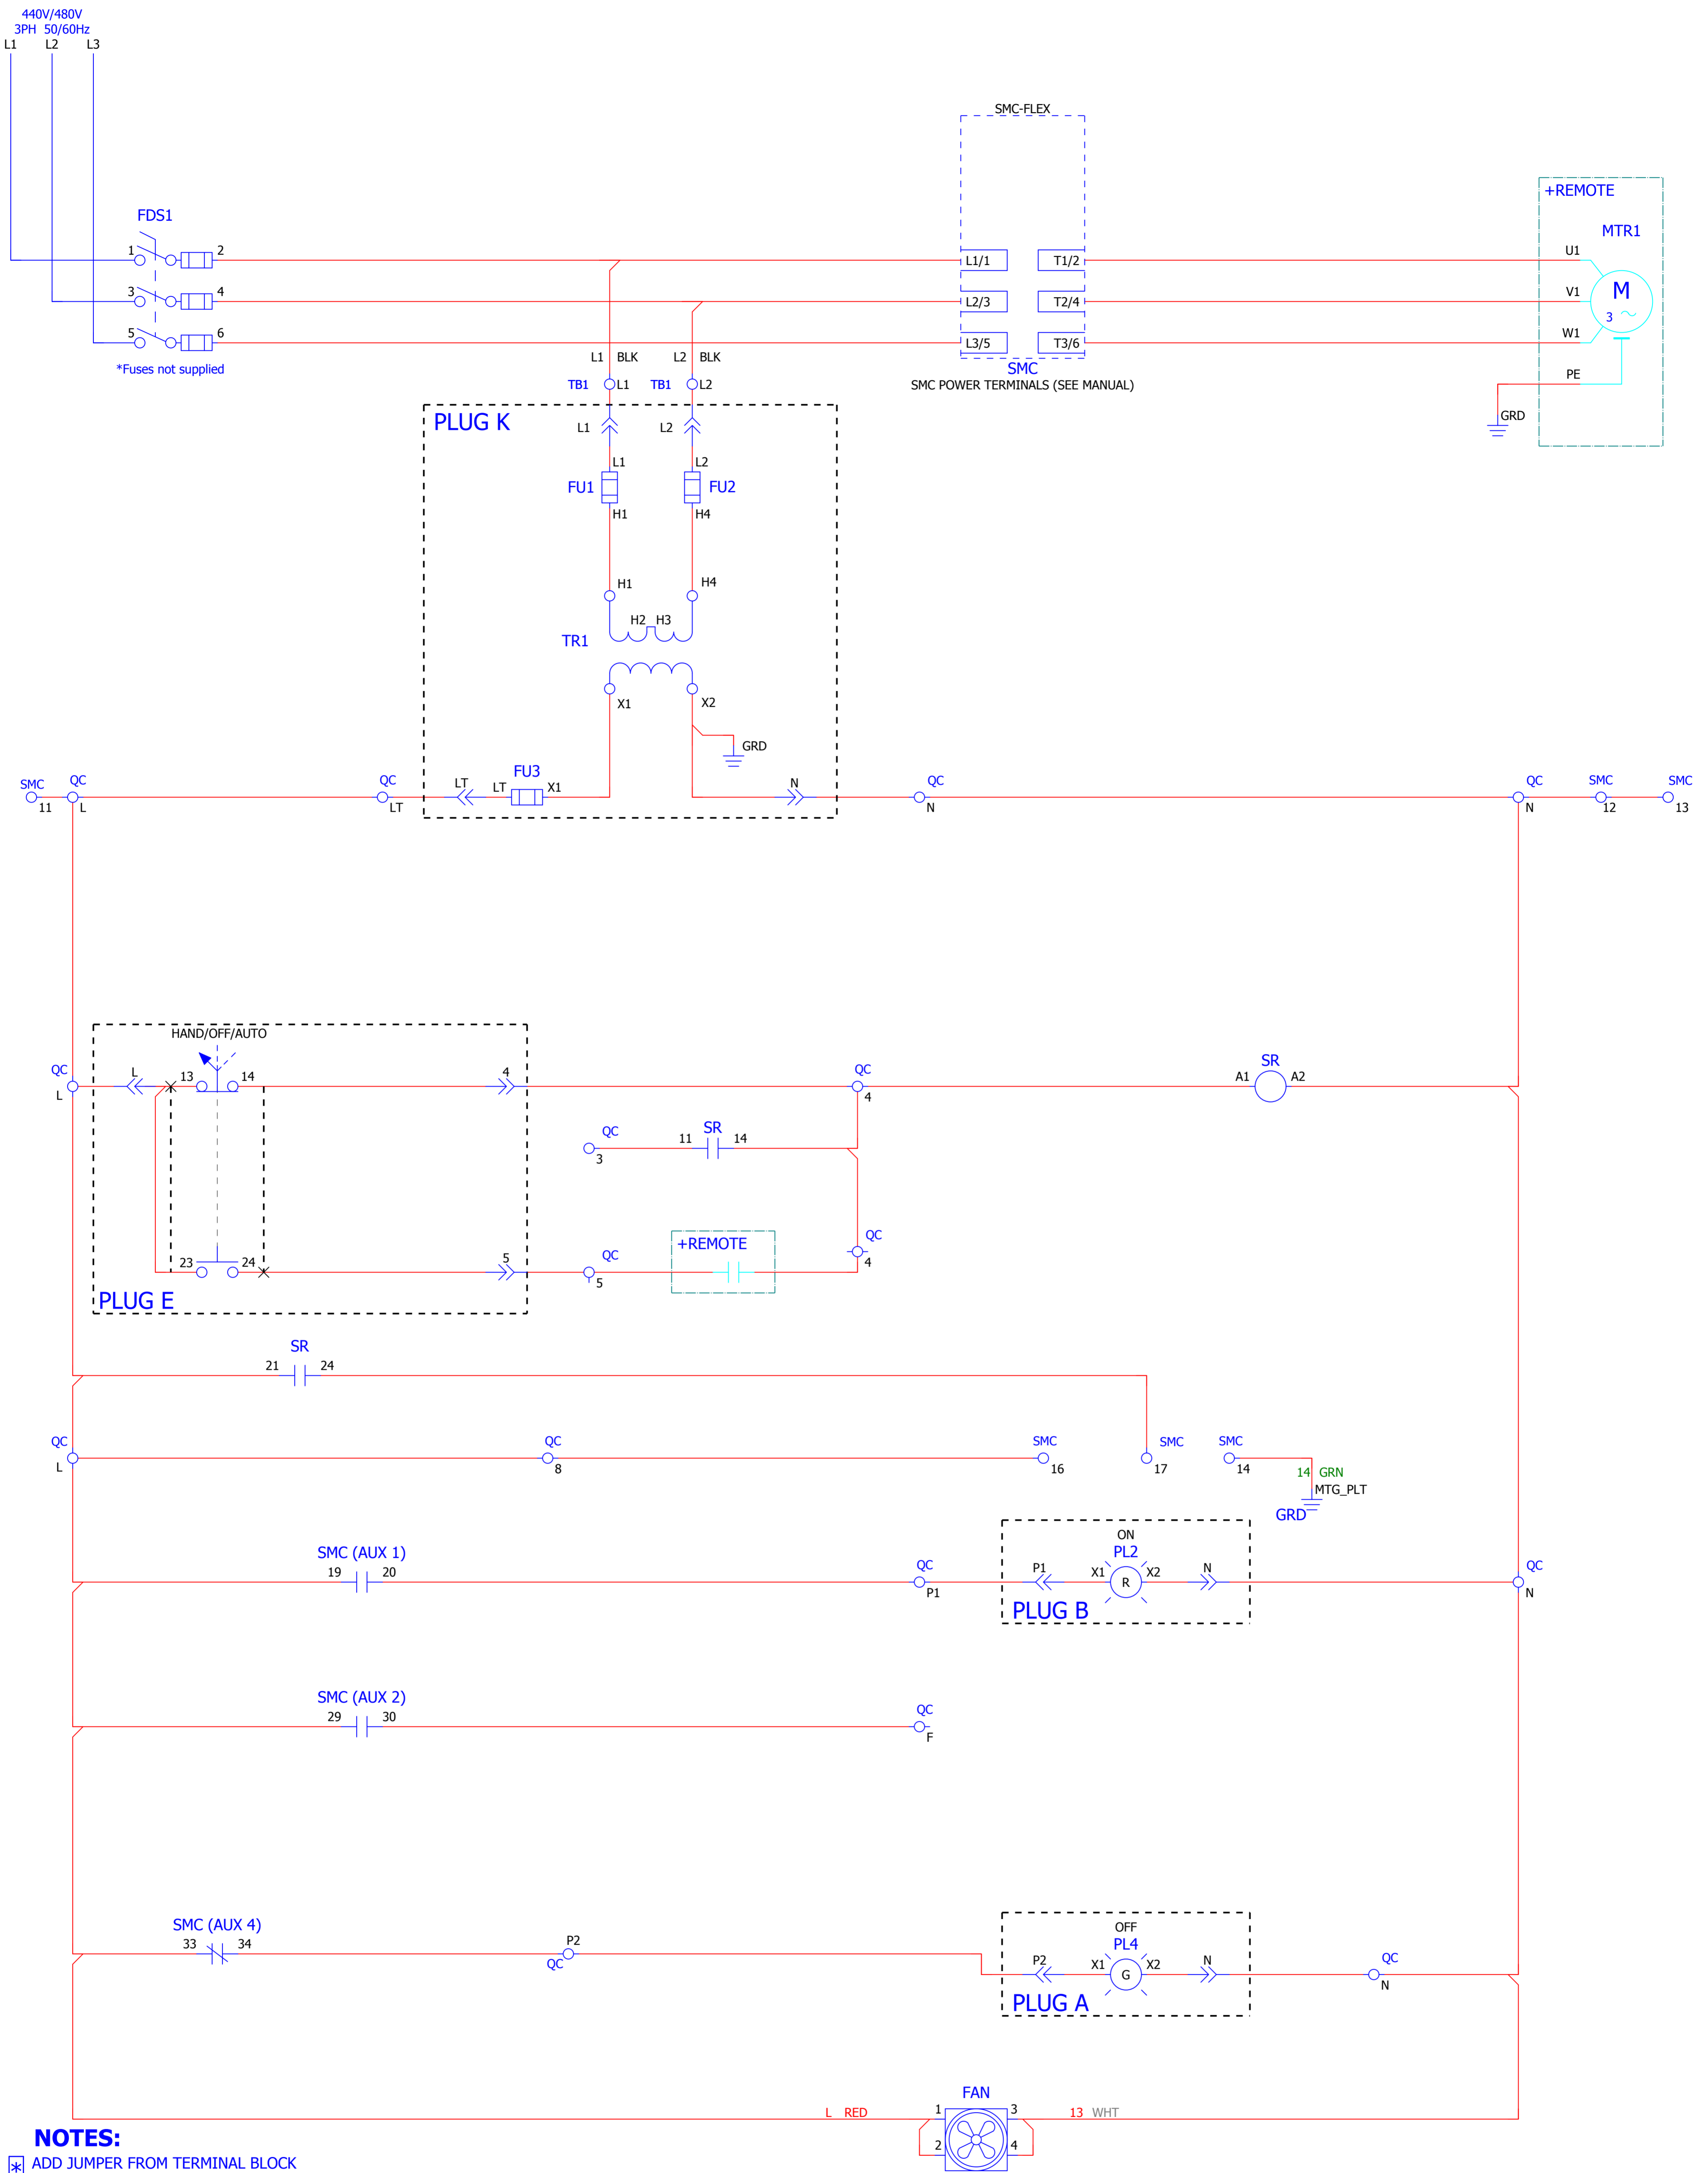 440V/480V
3PH 50/60Hz
L1 L2 L3
SMC-FLEX
+REMOTE
FDS1
MTR1
1 2 L1/1 T1/2 U1
3 4 L2/3 T2/4 V1
M
3
5 6 L3/5 T3/6 W1
*Fuses not supplied
L1 BLK L2 BLK
SMC
SMC POWER TERMINALS (SEE MANUAL)
PE
TB1 L1 TB1 L2
GRD
PLUG K
L1 L2
L1 L2
FU1 FU2
H1 H4
H1 H4
H2 H3
TR1
X1 X2
GRD
SMC QC QC LT LT FU3 X1 N QC QC SMC SMC
11 L LT N N 12 13
HAND/OFF/AUTO
QC L 13 14 4 QC A1 SR A2
L 4
QC 11 SR 14
3
+REMOTE
QC
4
23 24 5 QC
5
PLUG E
SR
21 24
QC QC SMC SMC SMC
L 8 16 17 14
14 GRN
MTG_PLT
GRD
ON
SMC (AUX 1) PL2
19 20 QC P1 X1 R X2 N QC
P1 N
PLUG B
SMC (AUX 2)
29 30 QC
F
OFF
SMC (AUX 4) PL4
33 34 P2
QC
P2 X1 G X2 N QC
N
PLUG A
FAN
L RED 1 3 13 WHT
2 4
NOTES:
* ADD JUMPER FROM TERMINAL BLOCK